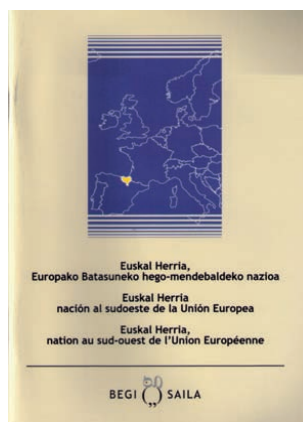 Euskal Herria,
Europako Batasuneko hego-mendebaldeko nazioa
Euskal Herria
nación al sudoeste de la Unión Europea
Euskal Herria,
nation au sud-ouest de l'Union Européenne
BEGI SAILA